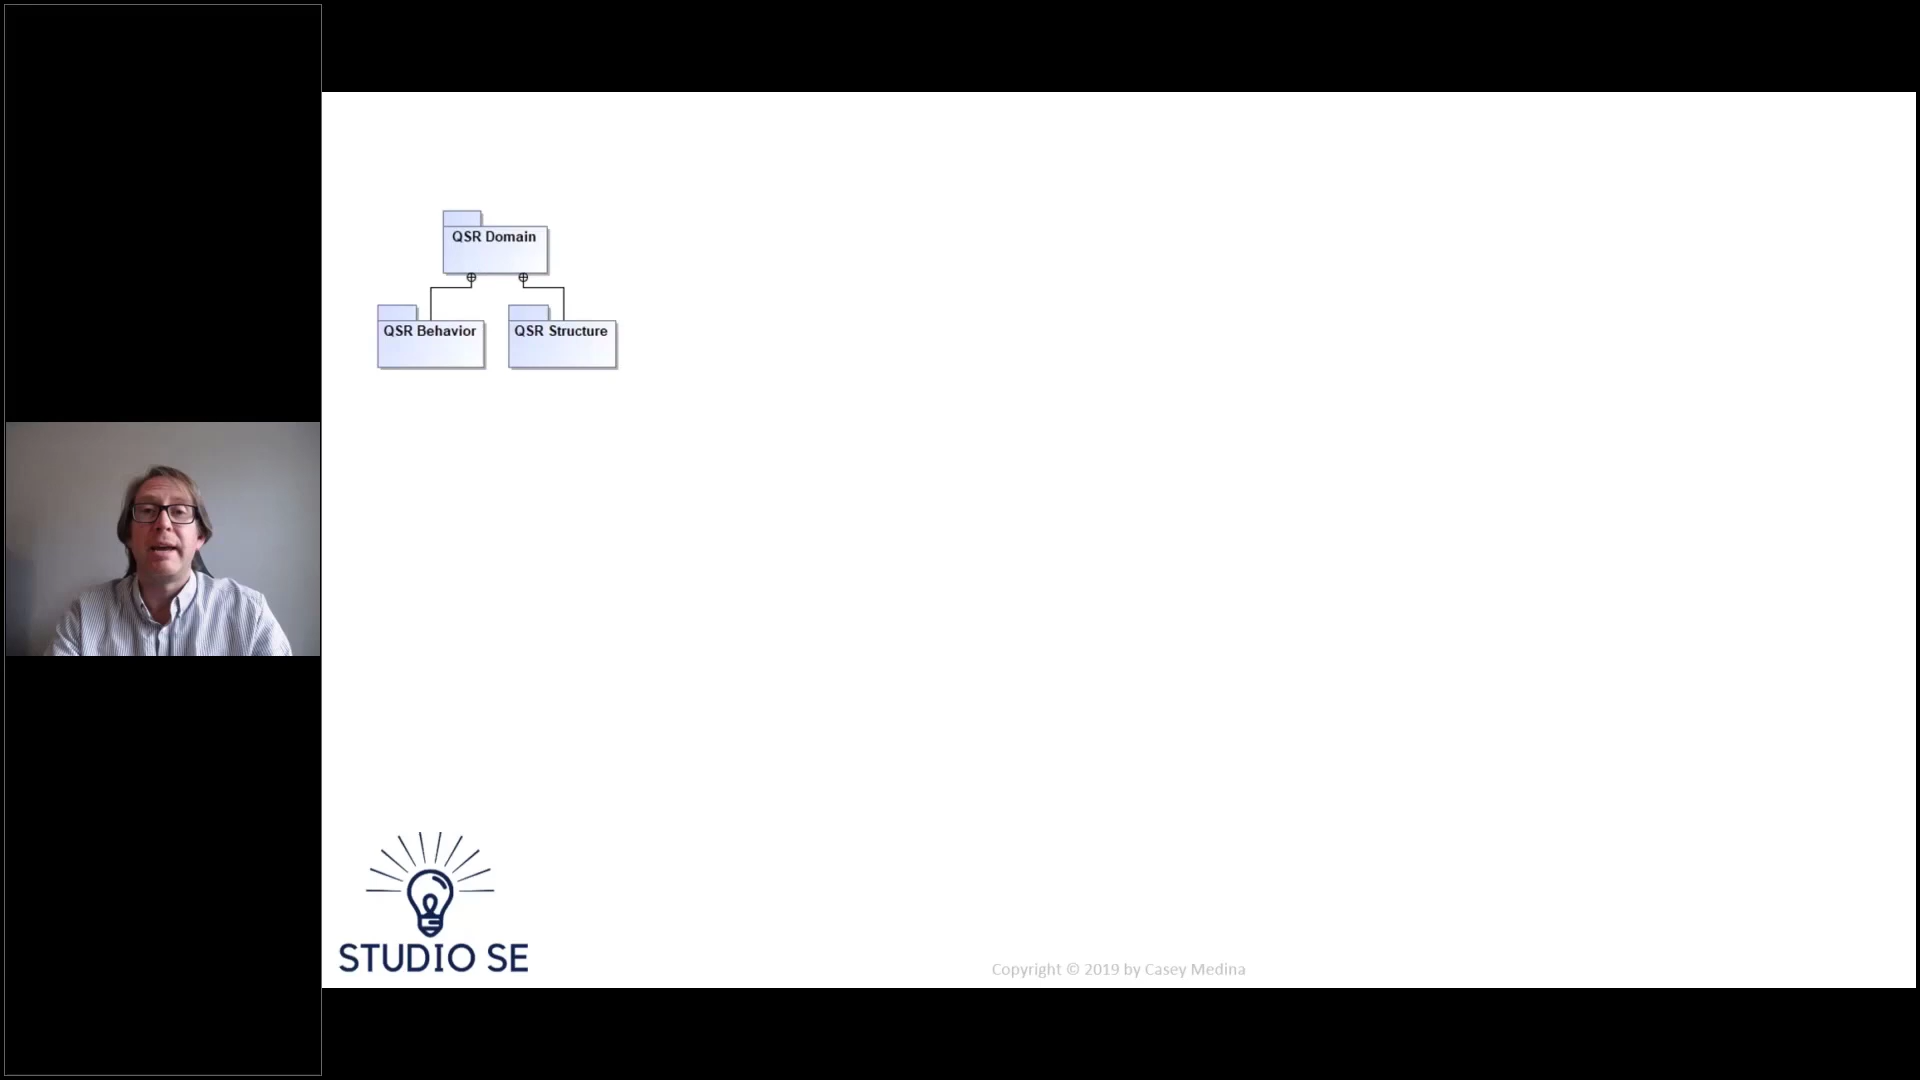 QSR Domain
QSR Behavior
QSR Structure
STUDIO SE
Copyright © 2019 by Casey Medina